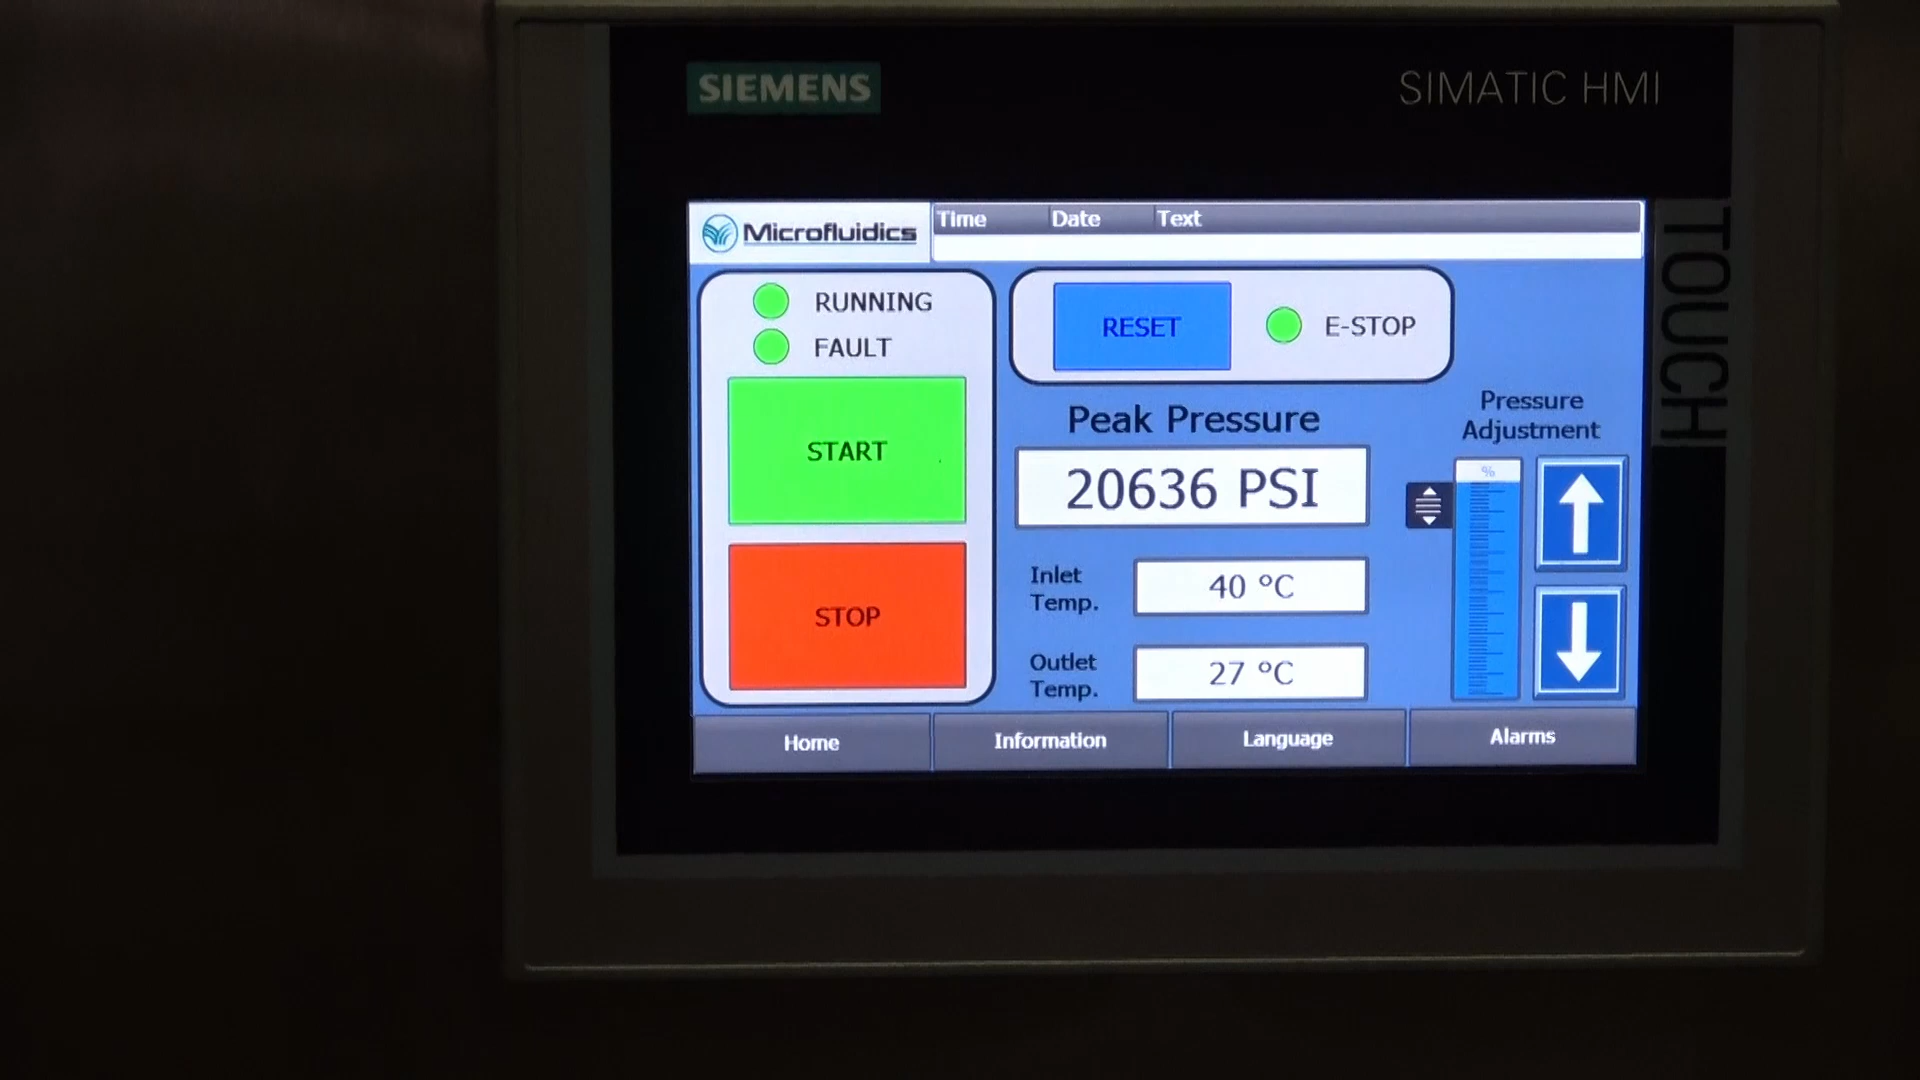 SIEMENS
SIMATIC HMI
TOUCH
Microfluidics
Time Date Text
RUNNING
FAULT
START
STOP
RESET
E-STOP
Peak Pressure
20636 PSI
Inlet
Temp.
40 °C
Outlet
Temp.
27 °C
Pressure
Adjustment
%
Home Information Language Alarms